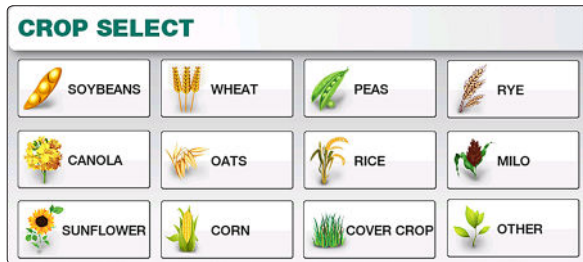 CROP SELECT
SOYBEANS
WHEAT
PEAS
RYE
CANOLA
OATS
RICE
MILO
SUNFLOWER
CORN
COVER CROP
OTHER